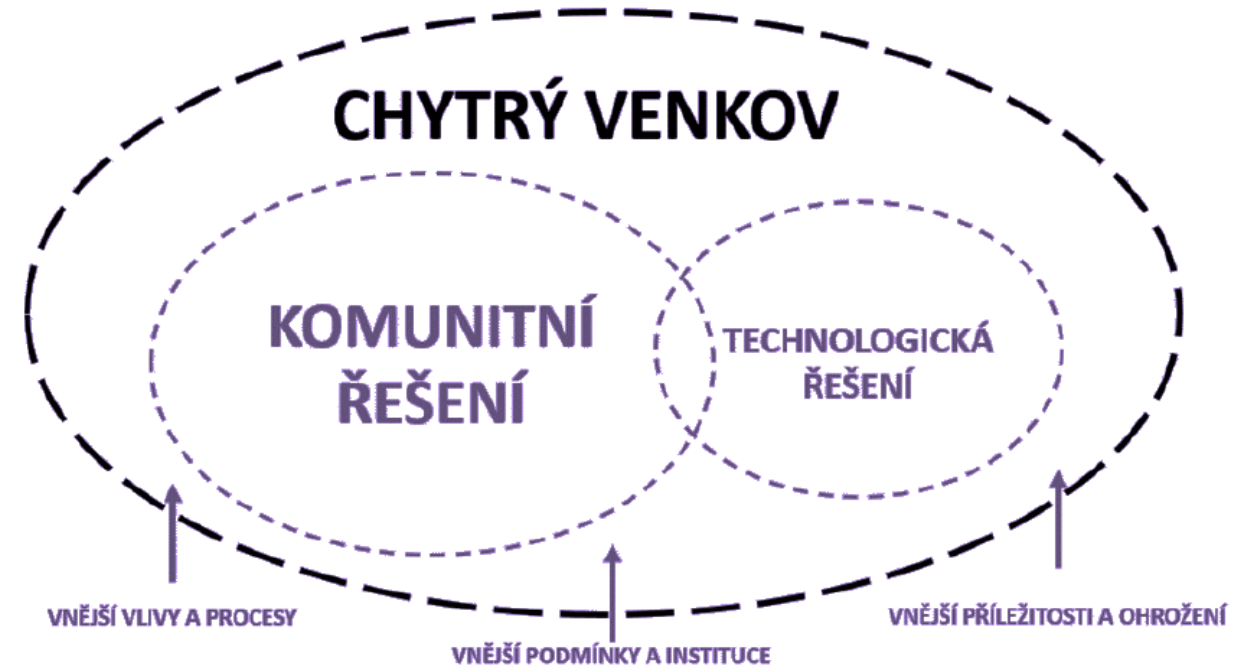 CHYTRÝ VENKOV
KOMUNITNÍ
ŘEŠENÍ
TECHNOLOGICKÁ
ŘEŠENÍ
VNĚJŠÍ VLIVY A PROCESY
VNĚJŠÍ PODMÍNKY A INSTITUCE
VNĚJŠÍ PŘÍLEŽITOSTI A OHROŽENÍ